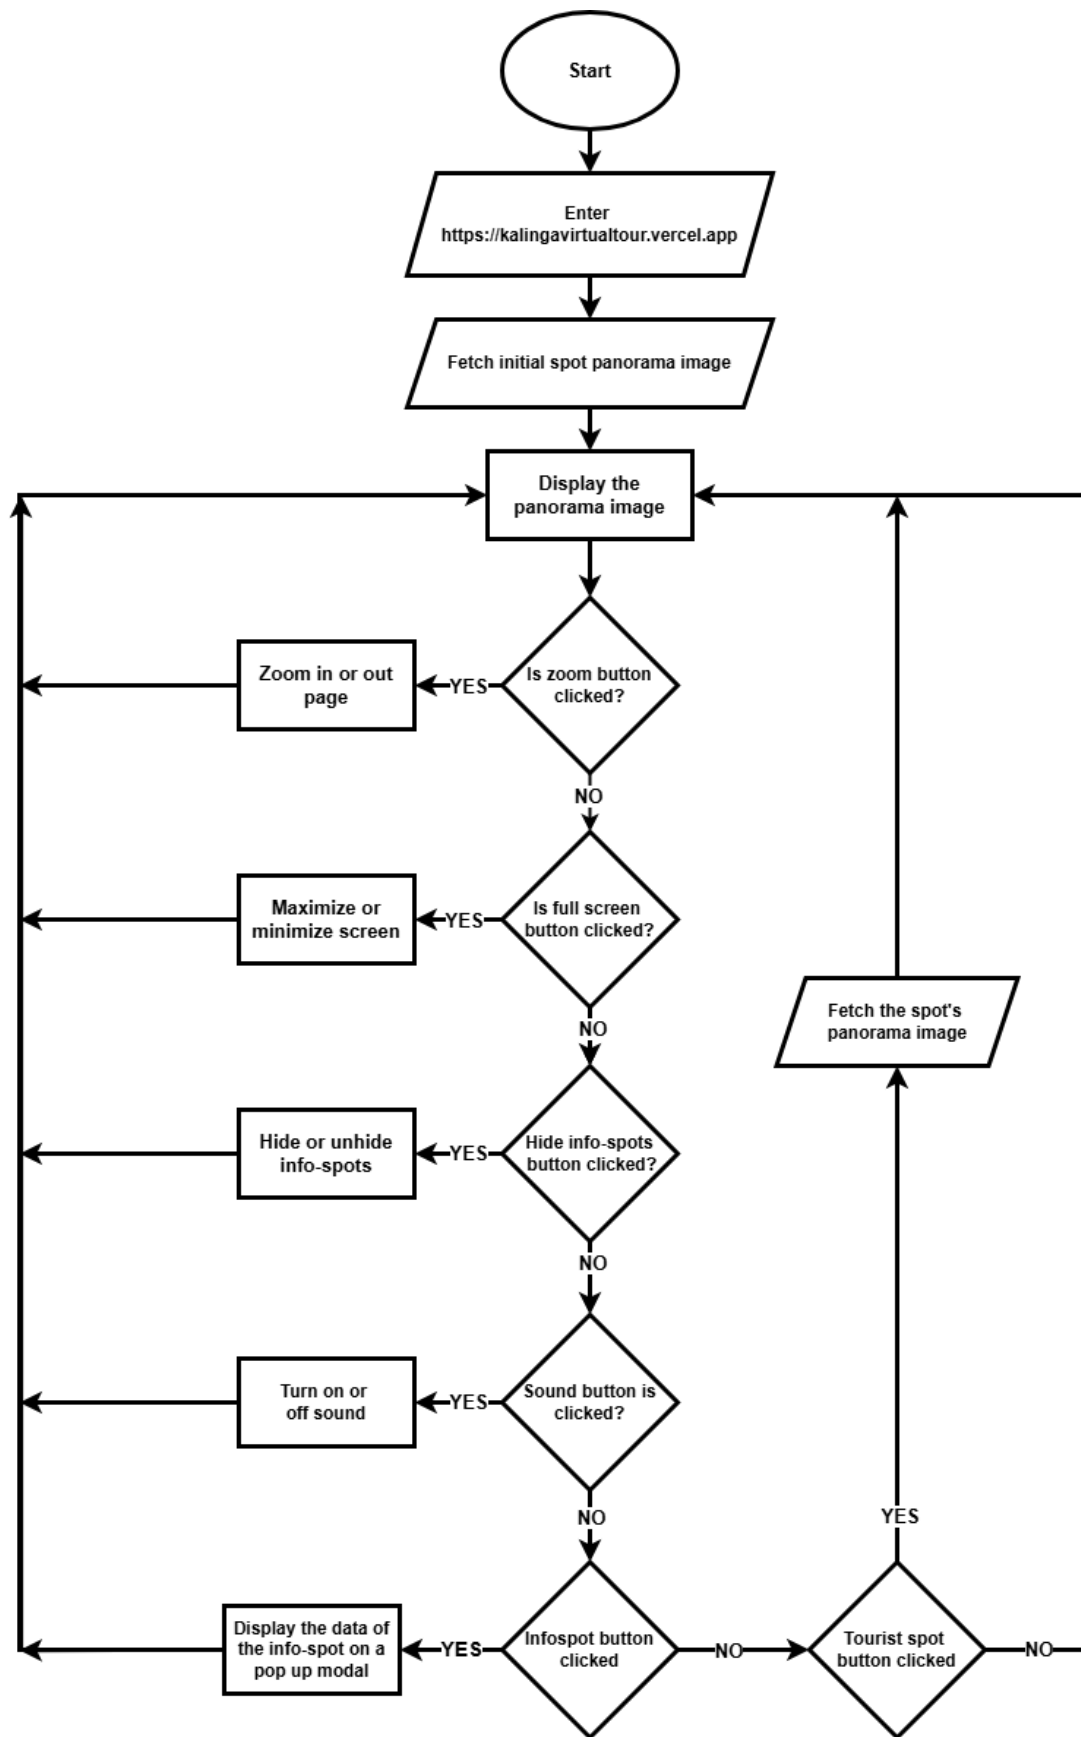 Start
Enter
https://kalingavirtualtour.vercel.app
Fetch initial spot panorama image
Display the
panorama image
Zoom in or out
page
YES
Is zoom button
clicked?
NO
Maximize or
minimize screen
YES
Is full screen
button clicked?
NO
Fetch the spot's
panorama image
Hide or unhide
info-spots
YES
Hide info-spots
button clicked?
NO
Turn on or
off sound
YES
Sound button is
clicked?
NO
YES
Display the data of
the info-spot on a
pop up modal
YES
Infospot button
clicked
NO
Tourist spot
button clicked
NO